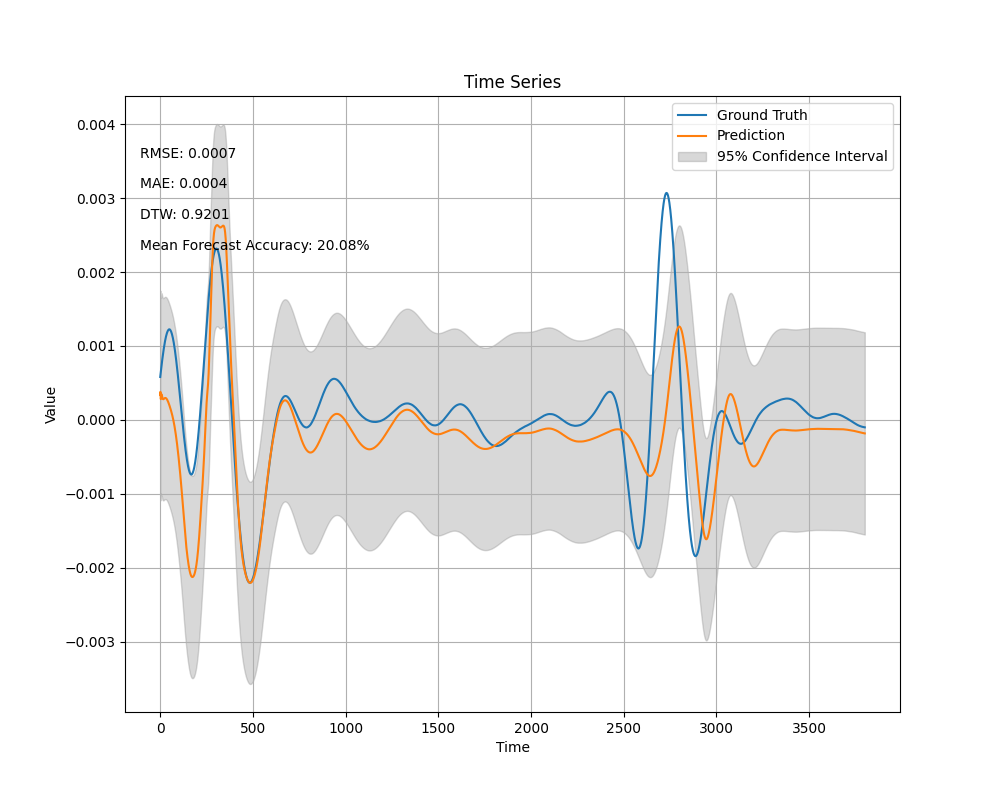 Time Series
Ground Truth
Prediction
95% Confidence Interval
RMSE: 0.0007
MAE: 0.0004
DTW: 0.9201
Mean Forecast Accuracy: 20.08%
Value
0.004
0.003
0.002
0.001
0.000
−0.001
−0.002
−0.003
0 500 1000 1500 2000 2500 3000 3500
Time